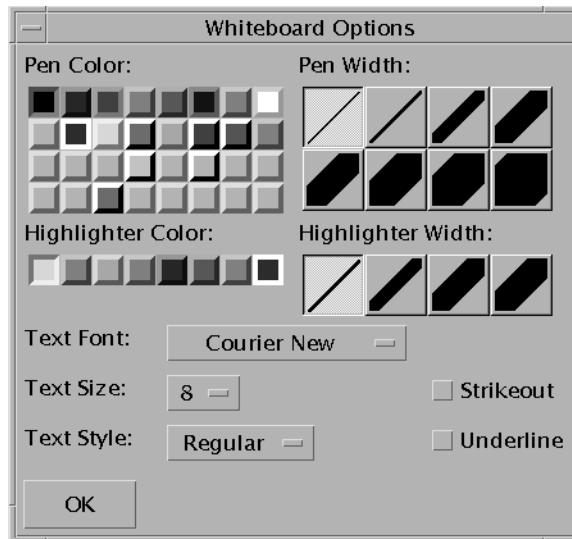 Whiteboard Options
Pen Color: Pen Width:
Highlighter Color: Highlighter Width:
Text Font: Courier New
Text Size: 8 Strikeout
Text Style: Regular Underline
OK